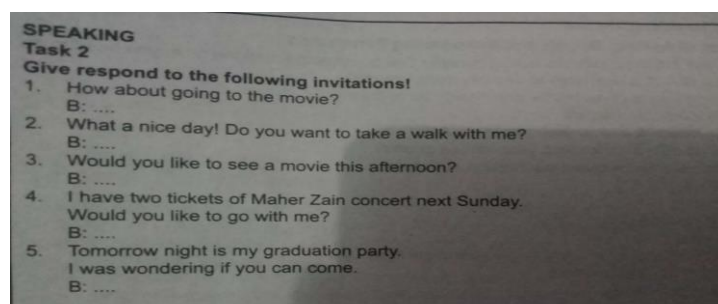 SPEAKING
Task 2
Give respond to the following invitations!
1. How about going to the movie?
B: ....
2. What a nice day! Do you want to take a walk with me?
B: ....
3. Would you like to see a movie this afternoon?
B: ....
4. I have two tickets of Maher Zain concert next Sunday.
Would you like to go with me?
B: ....
5. Tomorrow night is my graduation party.
I was wondering if you can come.
B: ....